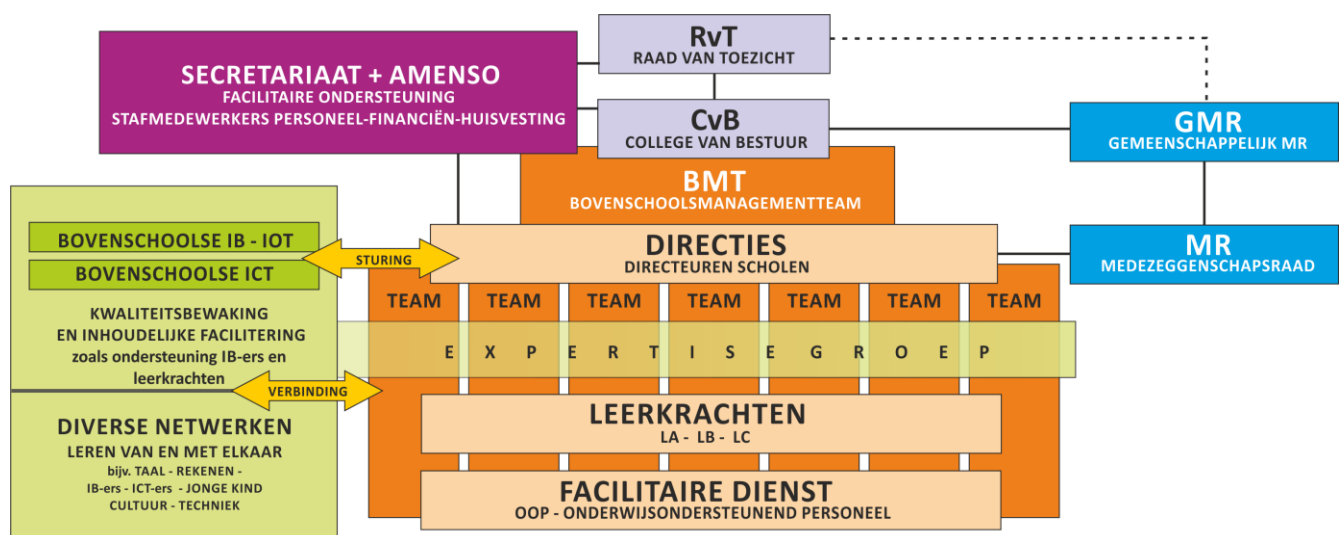 RvT
RAAD VAN TOEZICHT
SECRETARIAAT + AMENSO
FACILITAIRE ONDERSTEUNING
STAFMEDEWERKERS PERSONEEL-FINANCIËN-HUISVESTING
CvB
COLLEGE VAN BESTUUR
GMR
GEMEENSCHAPPELIJK MR
BMT
BOVENSCHOOLSMANAGEMENTTEAM
DIRECTIES
DIRECTEUREN SCHOLEN
MR
MEDEZEGGENSCHAPSRAAD
BOVENSCHOOLSE IB - IOT
BOVENSCHOOLSE ICT
STURING
KWALITEITSBEWAKING
EN INHOUDELIJKE FACILITERING
zoals ondersteuning IB-ers en
leerkrachten
TEAM TEAM TEAM TEAM TEAM TEAM TEAM
E X P E R T I S E G R O E P
VERBINDING
DIVERSE NETWERKEN
LEREN VAN EN MET ELKAAR
bijv. TAAL - REKENEN -
IB-ers - ICT-ers - JONGE KIND
CULTUUR - TECHNIEK
LEERKRACHTEN
LA - LB - LC
FACILITAIRE DIENST
OOP - ONDERWIJSONDERSTEUNEND PERSONEEL